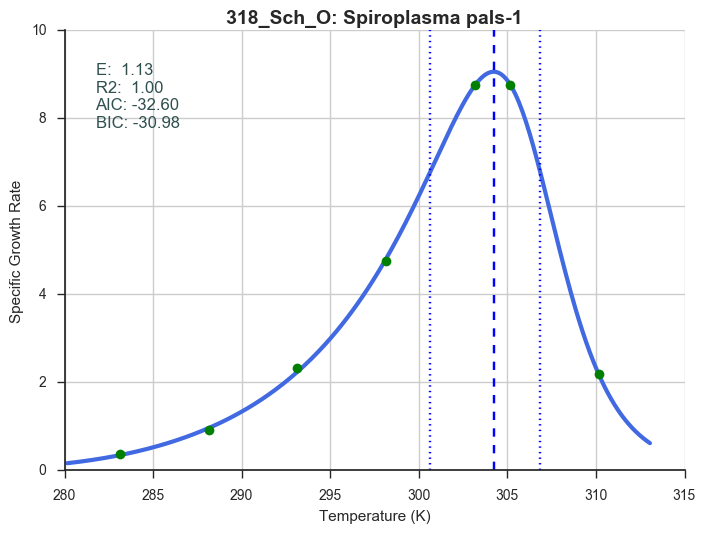 318_Sch_O: Spiroplasma pals-1
E:  1.13
R2:  1.00
AIC: -32.60
BIC: -30.98
Specific Growth Rate
10
8
6
4
2
0
280 285 290 295 300 305 310 315
Temperature (K)